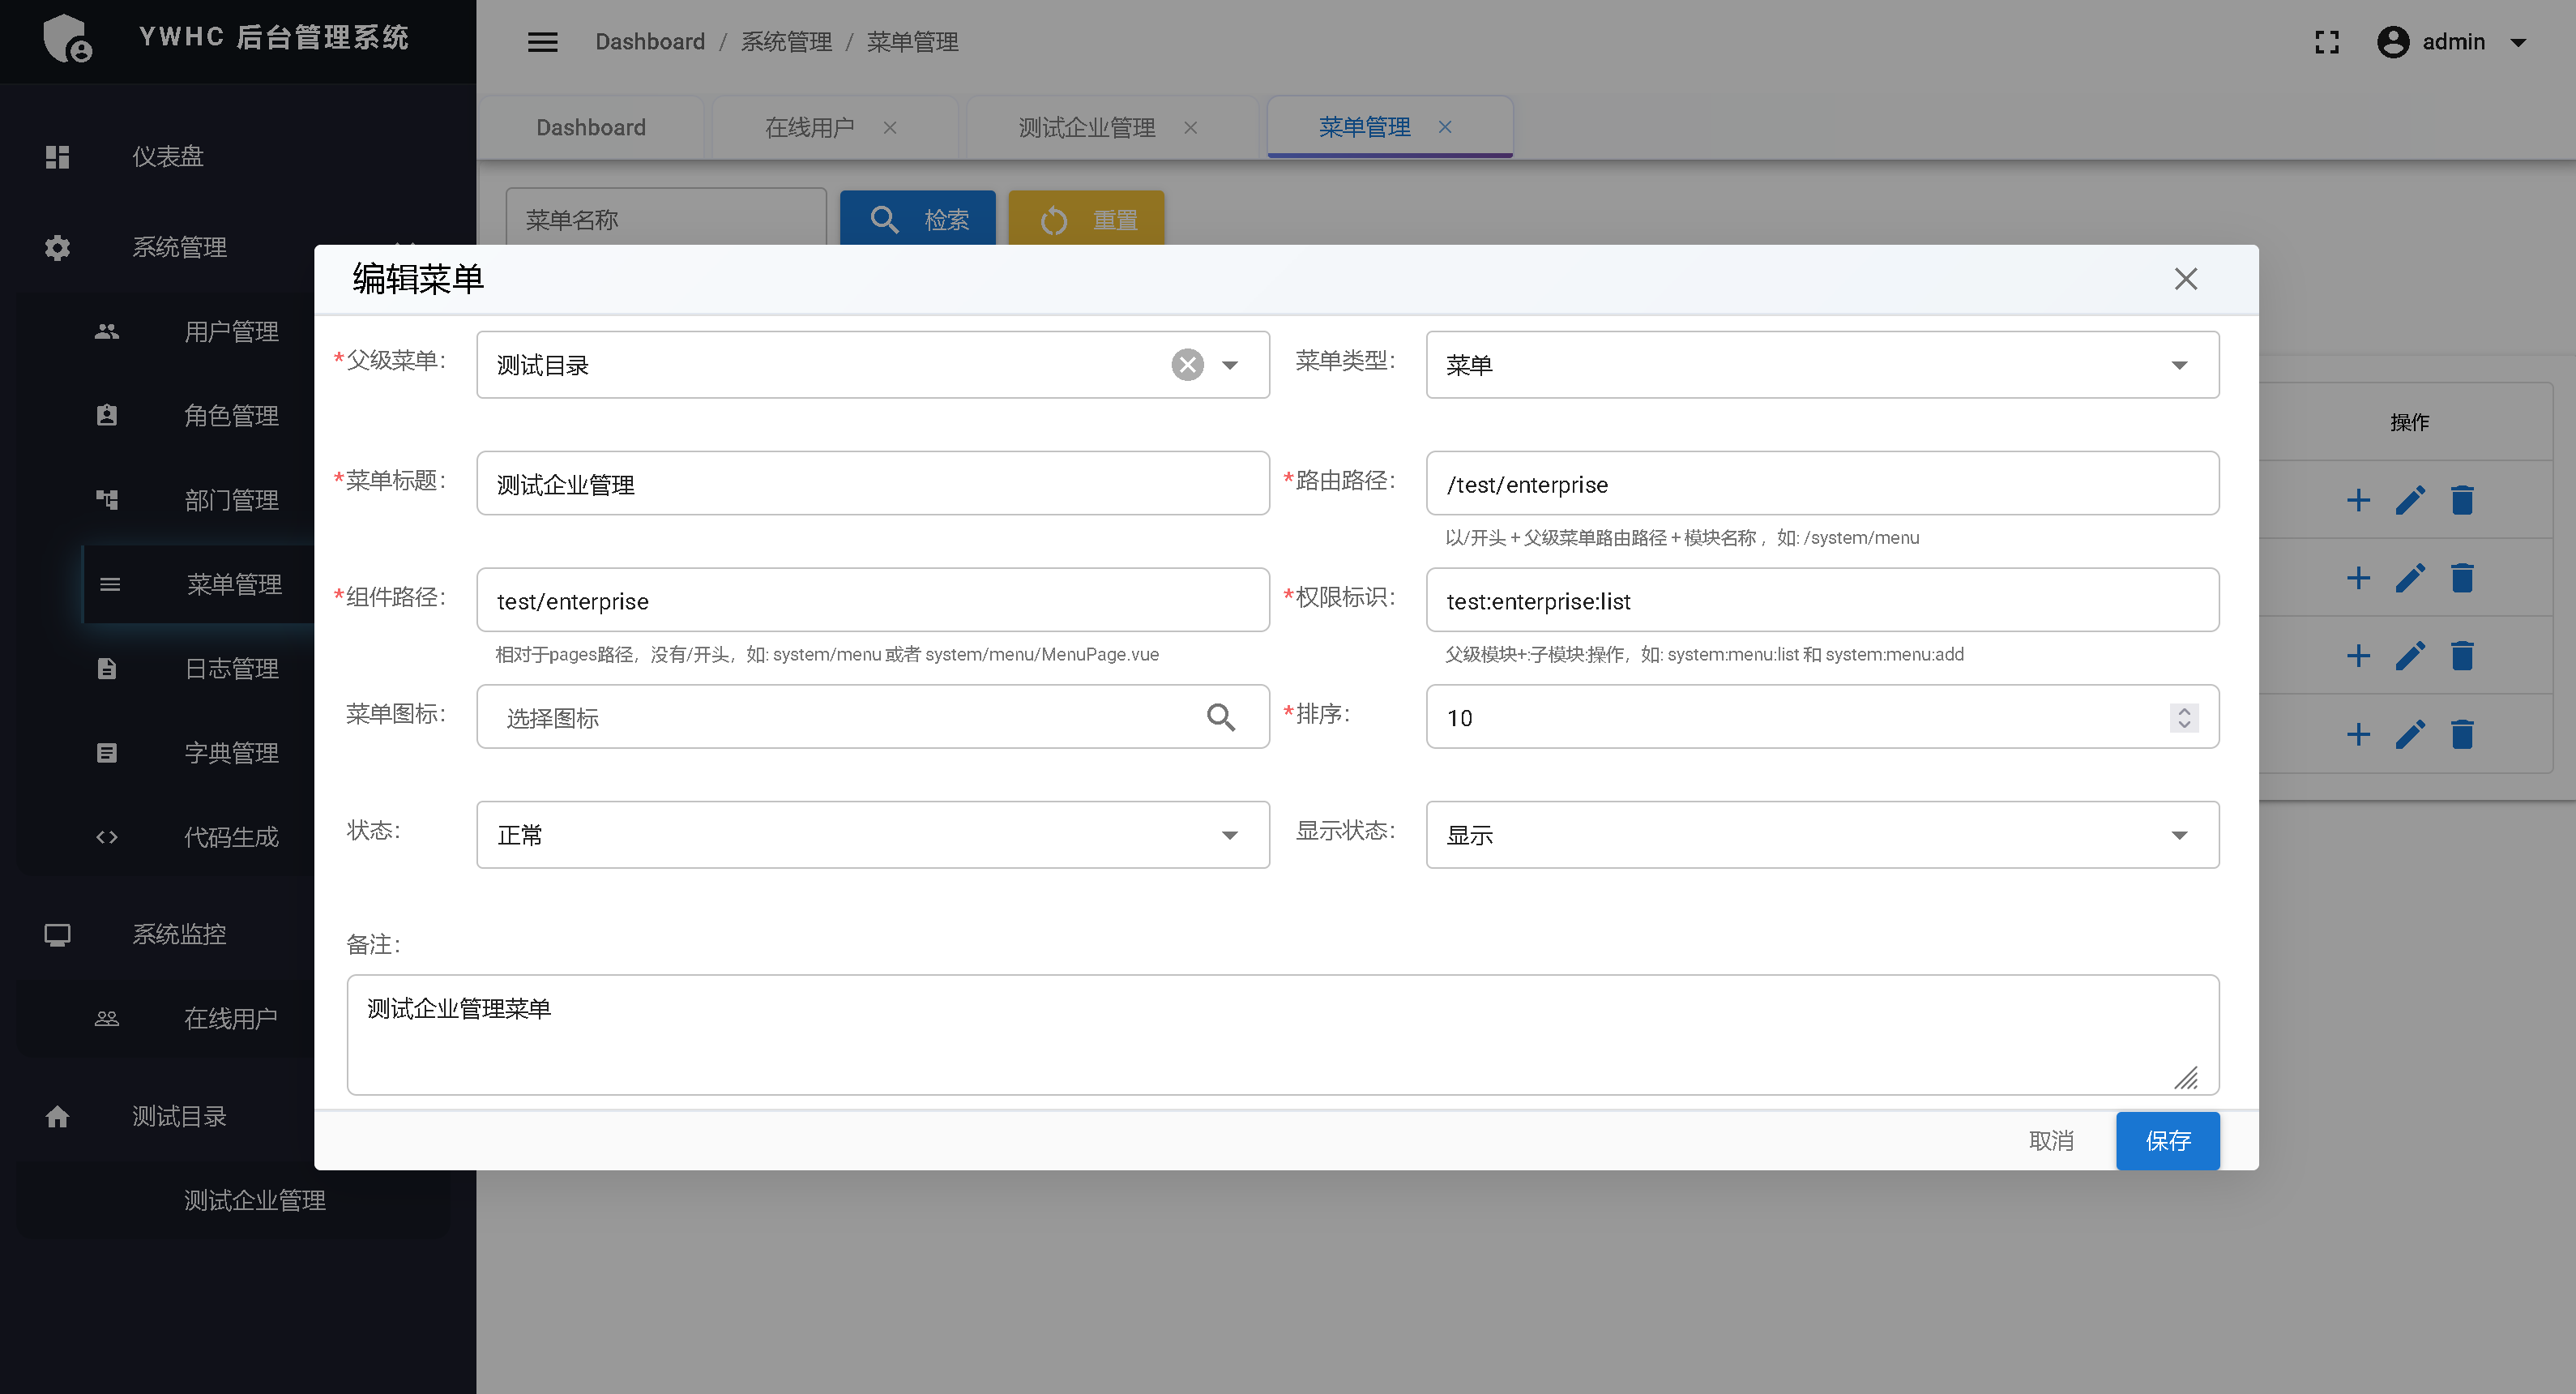 YWHC 后台管理系统
Dashboard / 系统管理 / 菜单管理
admin
Dashboard
在线用户
测试企业管理
菜单管理
仪表盘
系统管理
用户管理
角色管理
部门管理
菜单管理
日志管理
字典管理
代码生成
系统监控
在线用户
测试目录
测试企业管理
菜单名称
检索
重置
操作
编辑菜单
*父级菜单:
测试目录
菜单类型:
菜单
*菜单标题:
测试企业管理
*路由路径:
/test/enterprise
以/开头 + 父级菜单路由路径 + 模块名称 ，如: /system/menu
*组件路径:
test/enterprise
相对于pages路径，没有/开头，如: system/menu 或者 system/menu/MenuPage.vue
*权限标识:
test:enterprise:list
父级模块+:子模块:操作，如: system:menu:list 和 system:menu:add
菜单图标:
选择图标
*排序:
10
状态:
正常
显示状态:
显示
备注:
测试企业管理菜单
取消
保存